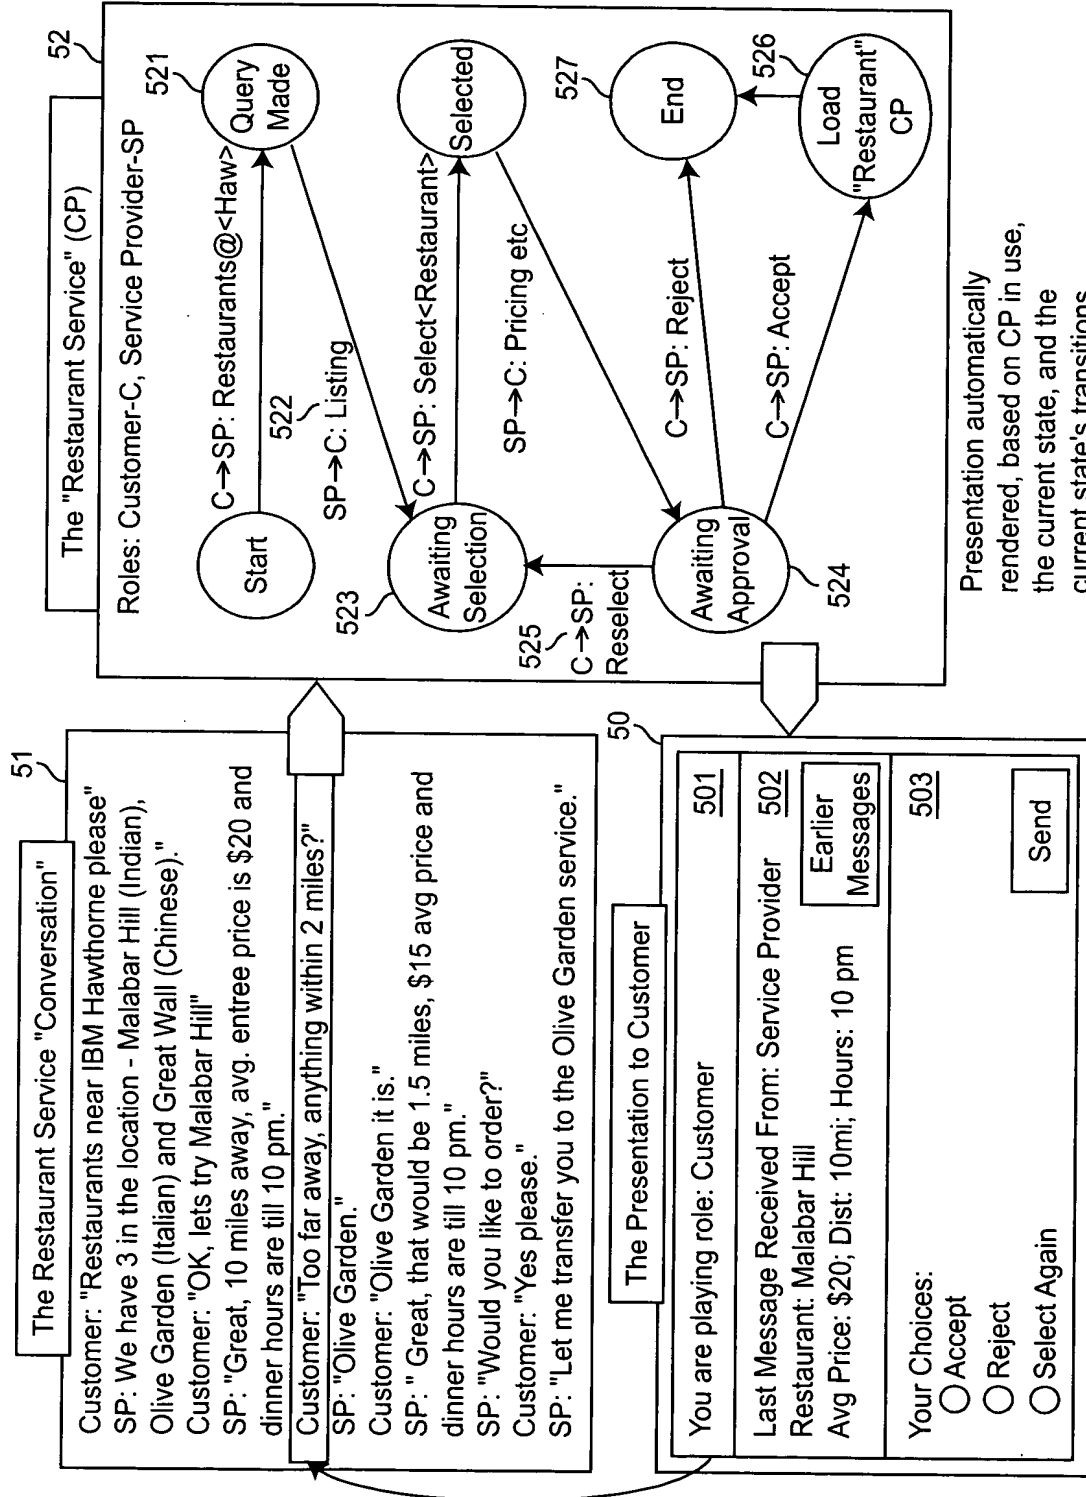 The Restaurant Service "Conversation"
51
Customer: "Restaurants near IBM Hawthorne please"
SP: We have 3 in the location - Malabar Hill (Indian),
Olive Garden (Italian) and Great Wall (Chinese)."
Customer: "OK, lets try Malabar Hill"
SP: "Great, 10 miles away, avg. entree price is $20 and
dinner hours are till 10 pm."
Customer: "Too far away, anything within 2 miles?"
SP: "Olive Garden."
Customer: "Olive Garden it is."
SP: " Great, that would be 1.5 miles, $15 avg price and
dinner hours are till 10 pm."
SP: "Would you like to order?"
Customer: "Yes please."
SP: "Let me transfer you to the Olive Garden service."
The "Restaurant Service" (CP)
52
Roles: Customer-C, Service Provider-SP
Start
C→SP: Restaurants@<Haw>
Query
Made
521
522
SP→C: Listing
Awaiting
Selection
523
C→SP: Select<Restaurant>
Selected
SP→C: Pricing etc
525
C→SP:
Reselect
Awaiting
Approval
524
C→SP: Reject
End
527
C→SP: Accept
Load
"Restaurant"
CP
526
The Presentation to Customer
50
You are playing role: Customer
501
Last Message Received From: Service Provider
502
Restaurant: Malabar Hill
Avg Price: $20; Dist: 10mi; Hours: 10 pm
Earlier
Messages
Your Choices:
503
Accept
Reject
Select Again
Send
Presentation automatically
rendered, based on CP in use,
the current state, and the
current state's transitions